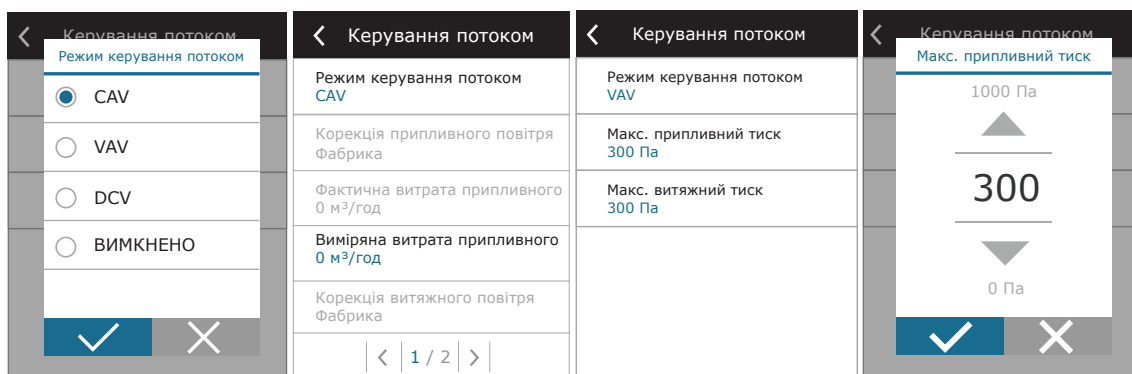 Керування потоком
Режим керування потоком
CAV
VAV
DCV
ВИМКНЕНО
Керування потоком
Режим керування потоком
CAV
Корекція припливного повітря
Фабрика
Фактична витрата припливного
0 м³/год
Виміряна витрата припливного
0 м³/год
Корекція витяжного повітря
Фабрика
1 / 2
Керування потоком
Режим керування потоком
VAV
Макс. припливний тиск
300 Па
Макс. витяжний тиск
300 Па
Керування потоком
Макс. припливний тиск
1000 Па
300
0 Па